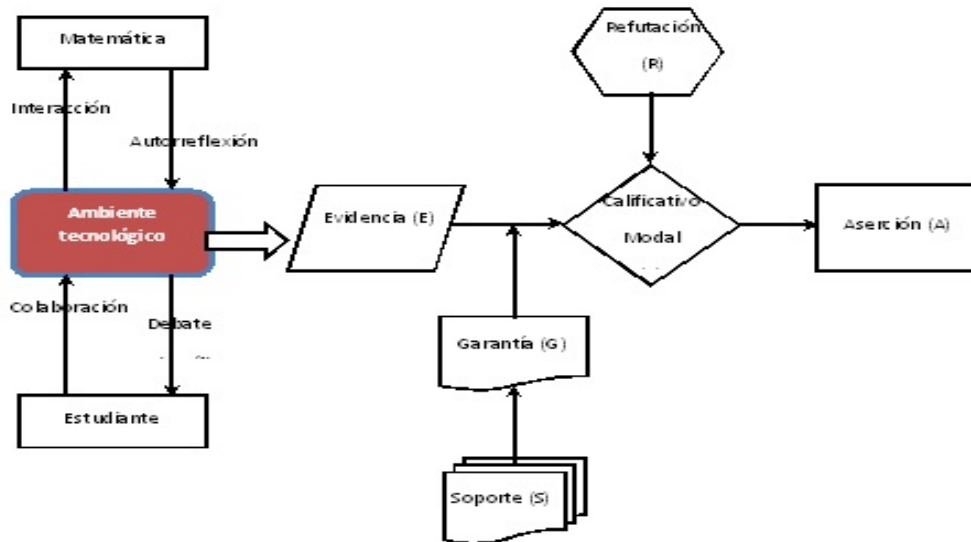 Matemática
Interacción
Autorreflexión
Ambiente
tecnológico
Colaboración
Debate
Estudiante
Evidencia (E)
Refutación
(R)
Calificativo
Modal
Aserción (A)
Garantía (G)
Soporte (S)